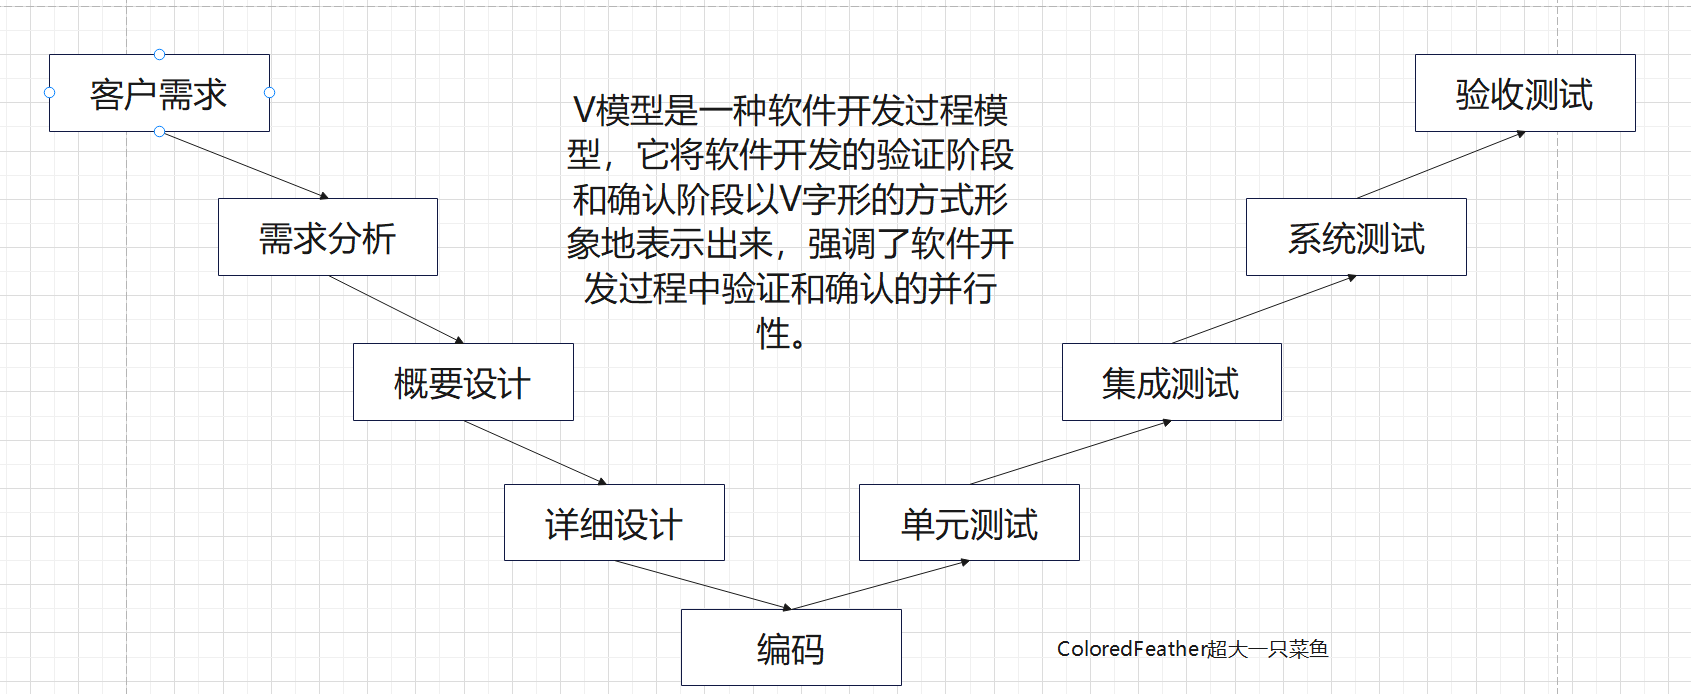 客户需求
验收测试
V模型是一种软件开发过程模
型，它将软件开发的验证阶段
和确认阶段以V字形的方式形
象地表示出来，强调了软件开
发过程中验证和确认的并行
性。
需求分析
系统测试
概要设计
集成测试
详细设计
单元测试
编码
ColoredFeather超大一只菜鱼